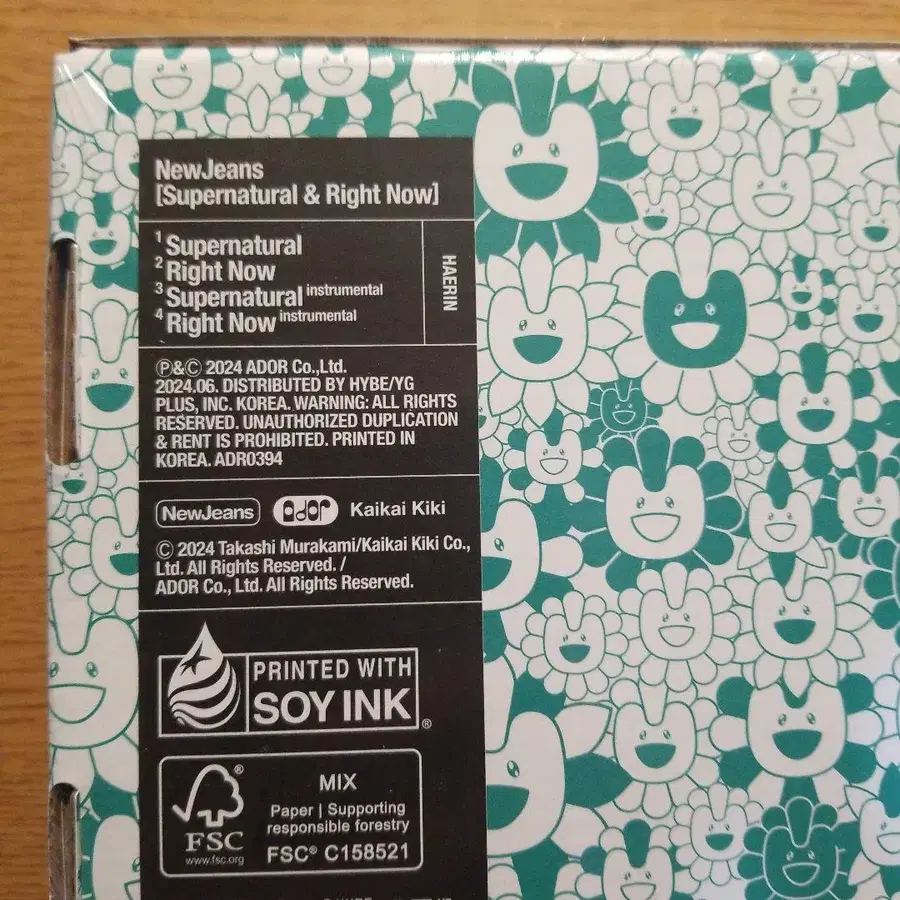 NewJeans
[Supernatural & Right Now]
1 Supernatural
2 Right Now
3 Supernatural instrumental
4 Right Now instrumental
HAERIN
Ⓟ&Ⓒ 2024 ADOR Co.,Ltd.
2024.06. DISTRIBUTED BY HYBE/YG
PLUS, INC. KOREA. WARNING: ALL RIGHTS
RESERVED. UNAUTHORIZED DUPLICATION
& RENT IS PROHIBITED. PRINTED IN
KOREA. ADR0394
NewJeans ador Kaikai Kiki
Ⓒ 2024 Takashi Murakami/Kaikai Kiki Co.,
Ltd. All Rights Reserved. /
ADOR Co., Ltd. All Rights Reserved.
PRINTED WITH
SOY INK ®
®
FSC
www.fsc.org
MIX
Paper | Supporting
responsible forestry
FSC® C158521